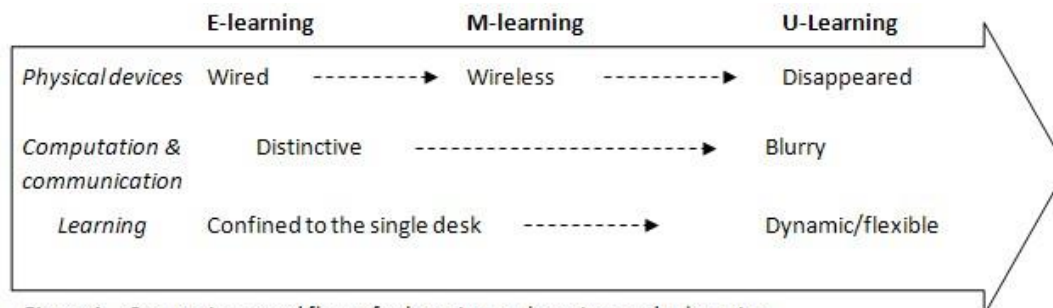 E-learning M-learning U-Learning
Physical devices Wired Wireless Disappeared
Computation & Distinctive Blurry
communication
Learning Confined to the single desk Dynamic/flexible